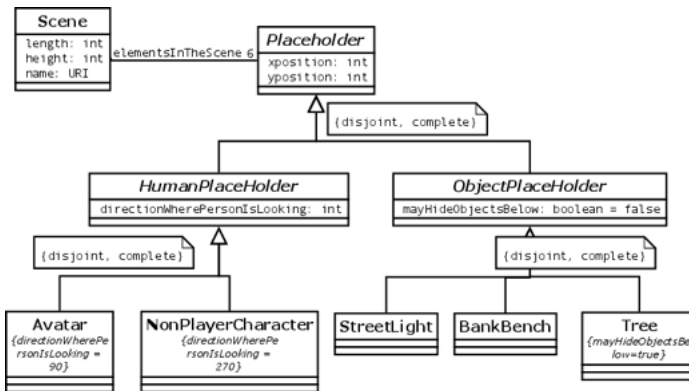 Scene
length: int
height: int
name: URI
elementsInTheScene 6
Placeholder
xposition: int
yposition: int
{disjoint, complete}
HumanPlaceHolder
directionWherePersonIsLooking: int
ObjectPlaceHolder
mayHideObjectsBelow: boolean = false
{disjoint, complete}
{disjoint, complete}
Avatar
{directionWherePe
rsonIsLooking =
90}
NonPlayerCharacter
{directionWherePe
rsonIsLooking =
270}
StreetLight
BankBench
Tree
{mayHideObjectsBe
low=true}